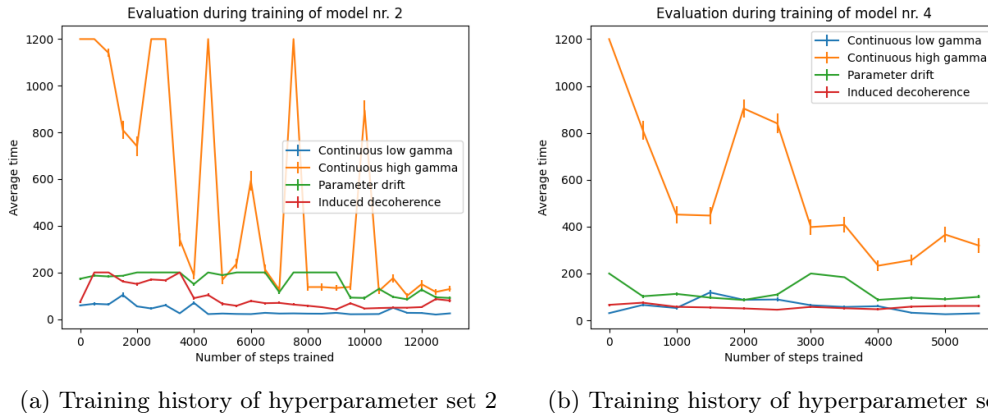 Evaluation during training of model nr. 2
1200
1000
800
600
400
200
0
Average time
Continuous low gamma
Continuous high gamma
Parameter drift
Induced decoherence
0 2000 4000 6000 8000 10000 12000
Number of steps trained
(a) Training history of hyperparameter set 2
Evaluation during training of model nr. 4
1200
1000
800
600
400
200
0
Average time
Continuous low gamma
Continuous high gamma
Parameter drift
Induced decoherence
0 1000 2000 3000 4000 5000
Number of steps trained
(b) Training history of hyperparameter se